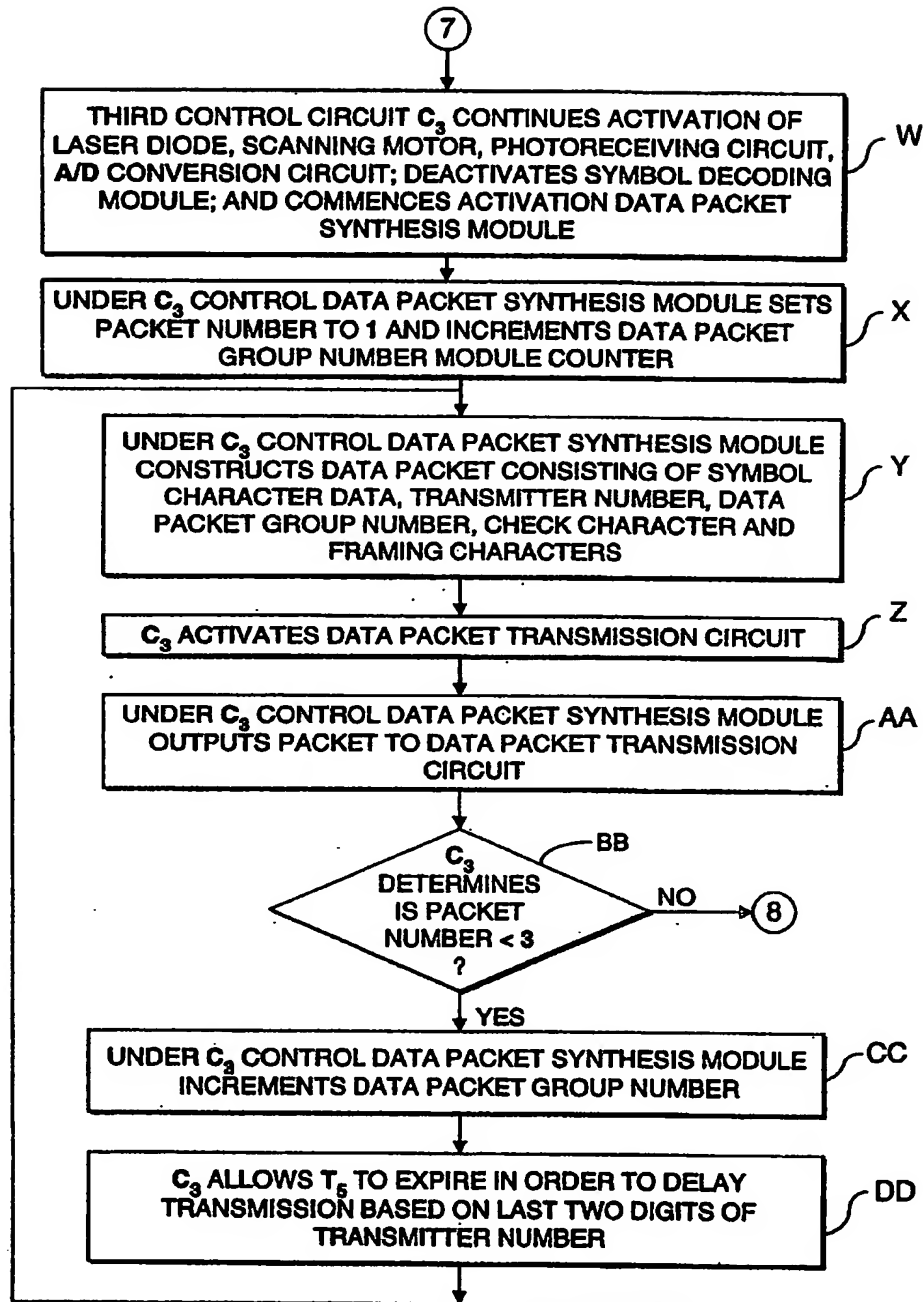 7
THIRD CONTROL CIRCUIT C3 CONTINUES ACTIVATION OF
LASER DIODE, SCANNING MOTOR, PHOTORECEIVING CIRCUIT,
A/D CONVERSION CIRCUIT; DEACTIVATES SYMBOL DECODING
MODULE; AND COMMENCES ACTIVATION DATA PACKET
SYNTHESIS MODULE
W
UNDER C3 CONTROL DATA PACKET SYNTHESIS MODULE SETS
PACKET NUMBER TO 1 AND INCREMENTS DATA PACKET
GROUP NUMBER MODULE COUNTER
X
UNDER C3 CONTROL DATA PACKET SYNTHESIS MODULE
CONSTRUCTS DATA PACKET CONSISTING OF SYMBOL
CHARACTER DATA, TRANSMITTER NUMBER, DATA
PACKET GROUP NUMBER, CHECK CHARACTER AND
FRAMING CHARACTERS
Y
C3 ACTIVATES DATA PACKET TRANSMISSION CIRCUIT
Z
UNDER C3 CONTROL DATA PACKET SYNTHESIS MODULE
OUTPUTS PACKET TO DATA PACKET TRANSMISSION
CIRCUIT
AA
C3
DETERMINES
IS PACKET
NUMBER < 3
?
BB
NO
8
YES
UNDER C3 CONTROL DATA PACKET SYNTHESIS MODULE
INCREMENTS DATA PACKET GROUP NUMBER
CC
C3 ALLOWS T5 TO EXPIRE IN ORDER TO DELAY
TRANSMISSION BASED ON LAST TWO DIGITS OF
TRANSMITTER NUMBER
DD